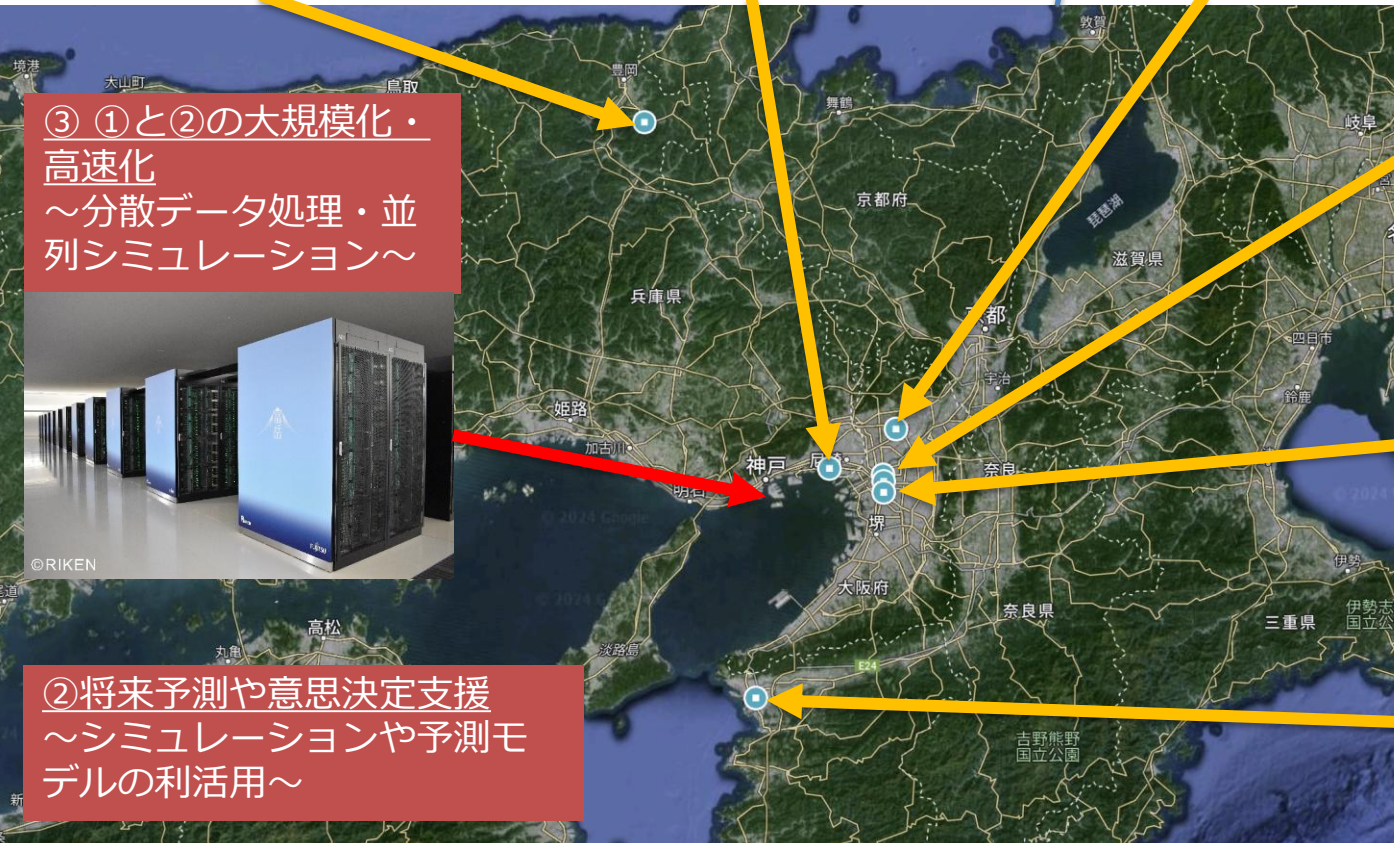 敦賀
境港
大山町
鳥取
豊岡
舞鶴
岐阜
③ ①と②の大規模化・
高速化
～分散データ処理・並
列シミュレーション～
京都府
琵琶湖
滋賀県
兵庫県
京都
四日市
宇治
鈴鹿
姫路
加古川
神戸
明石
奈良
堺
© 2024 Google
© 2024
©RIKEN
FUJITSU
伊勢
大阪府
奈良県
三重県
伊勢志
国立公
高松
丸亀
淡路島
E24
②将来予測や意思決定支援
～シミュレーションや予測モ
デルの利活用～
吉野熊野
国立公園